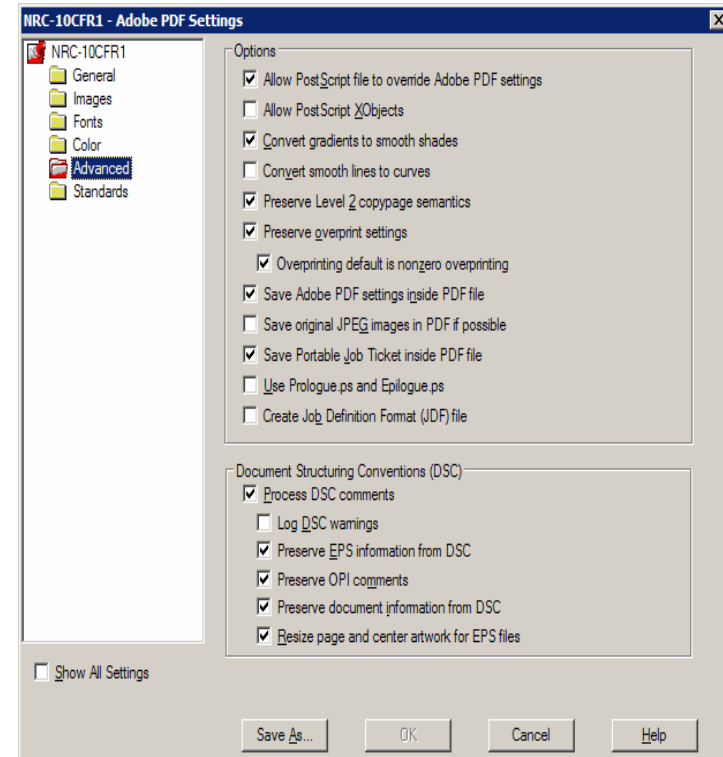 NRC-10CFR1 - Adobe PDF Settings
NRC-10CFR1
General
Images
Fonts
Color
Advanced
Standards
Show All Settings
Options
Allow PostScript file to override Adobe PDF settings
Allow PostScript XObjects
Convert gradients to smooth shades
Convert smooth lines to curves
Preserve Level 2 copypage semantics
Preserve overprint settings
Overprinting default is nonzero overprinting
Save Adobe PDF settings inside PDF file
Save original JPEG images in PDF if possible
Save Portable Job Ticket inside PDF file
Use Prologue.ps and Epilogue.ps
Create Job Definition Format (JDF) file
Document Structuring Conventions (DSC)
Process DSC comments
Log DSC warnings
Preserve EPS information from DSC
Preserve OPI comments
Preserve document information from DSC
Resize page and center artwork for EPS files
Save As...
OK
Cancel
Help